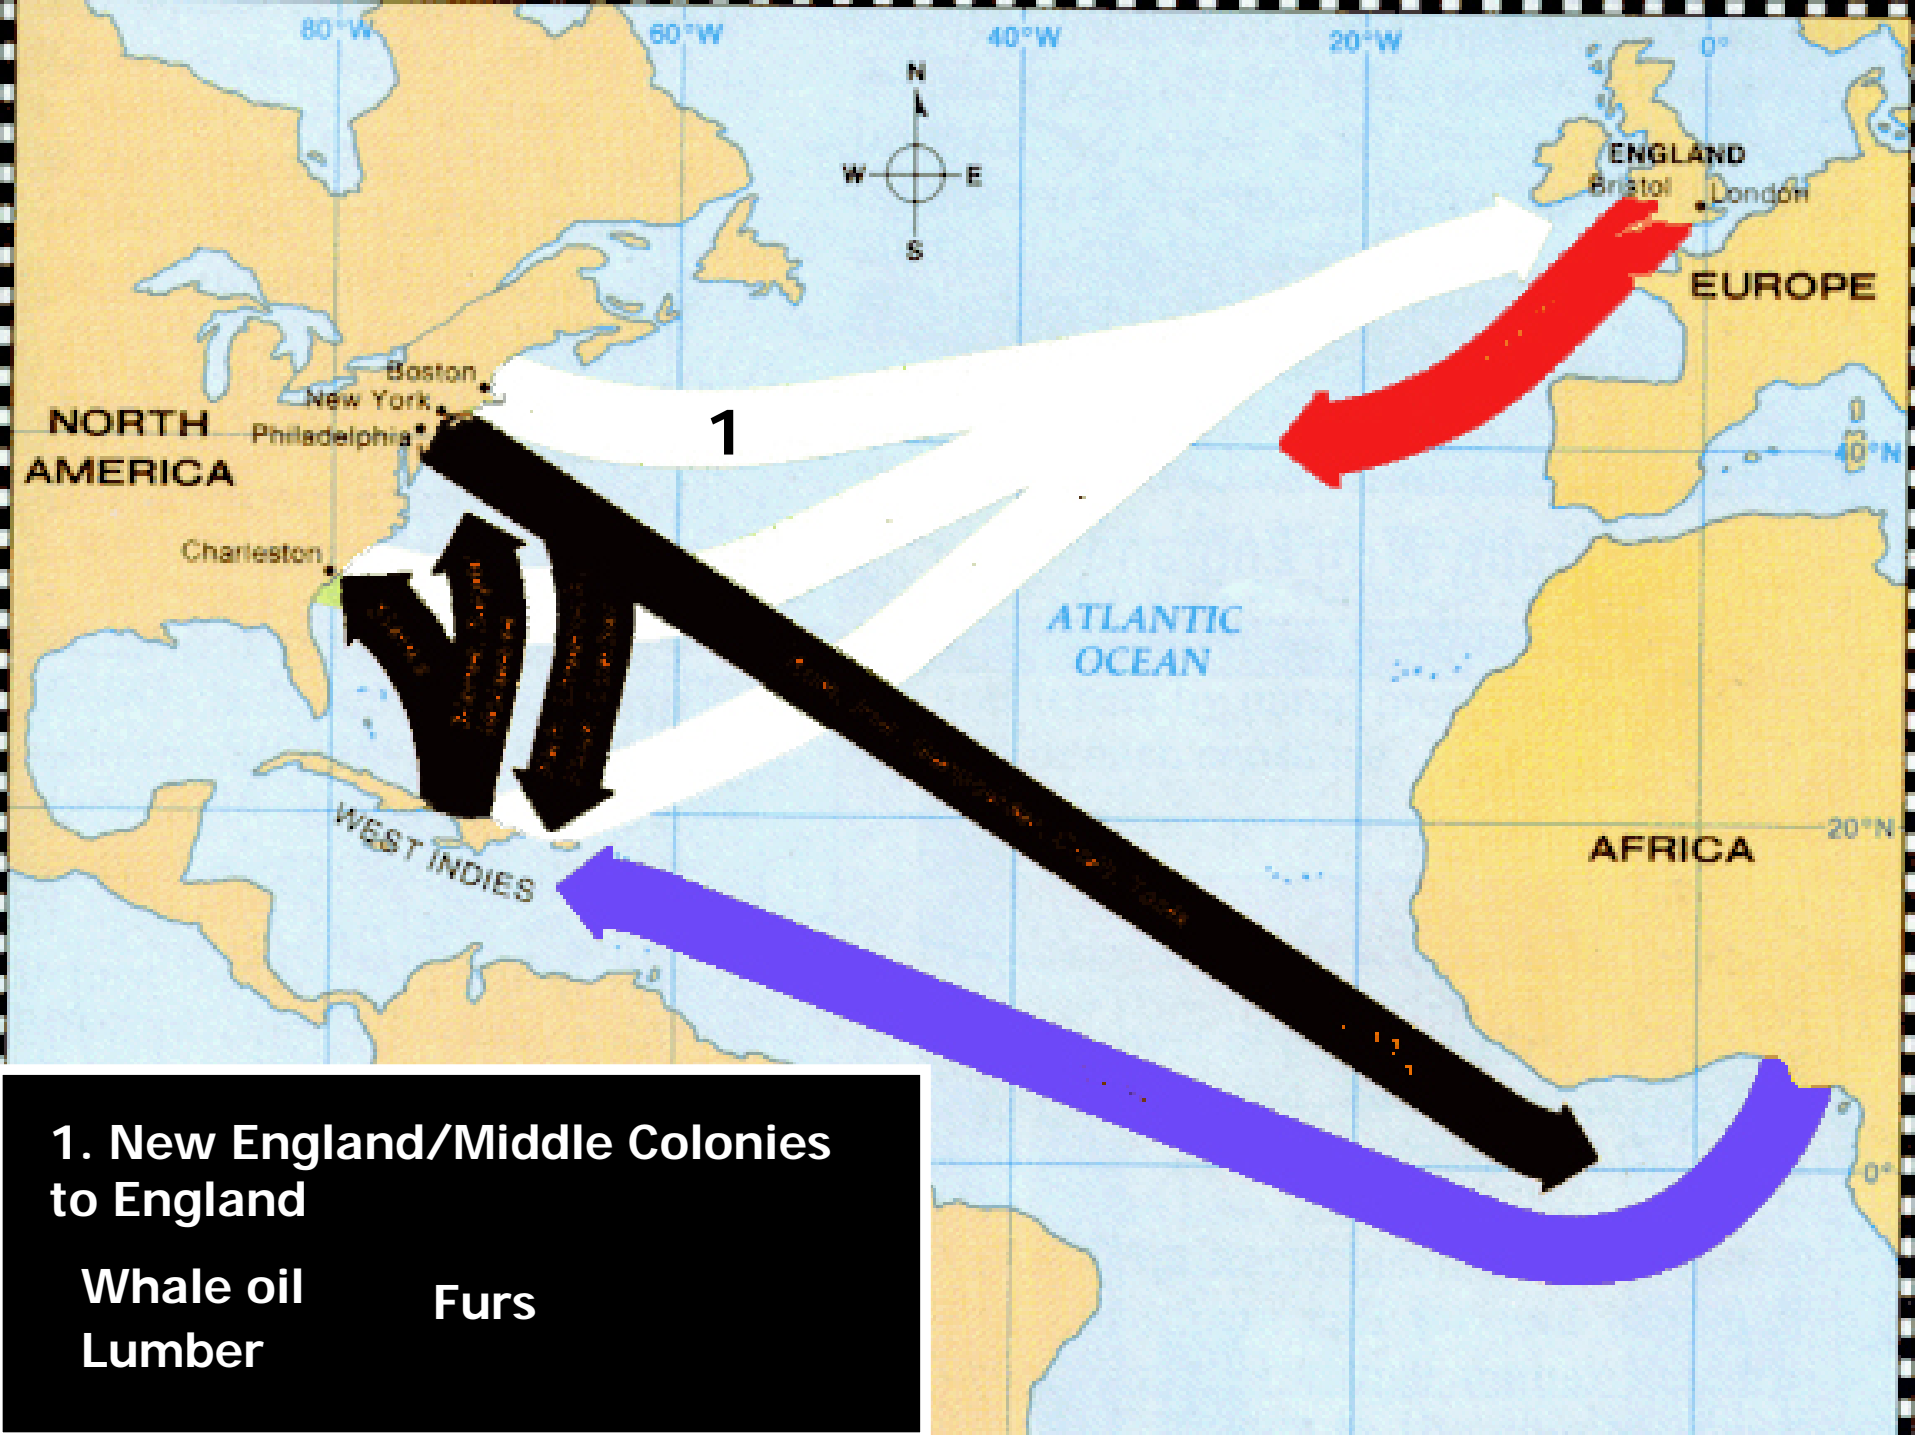 80°W
60°W
40°W
20°W
0°
N
W
E
S
ENGLAND
Bristol
London
EUROPE
Boston
New York
Philadelphia
NORTH
AMERICA
1
40°N
Charleston
ATLANTIC
OCEAN
WEST INDIES
20°N
AFRICA
0°
1. New England/Middle Colonies
to England
Whale oil
Furs
Lumber